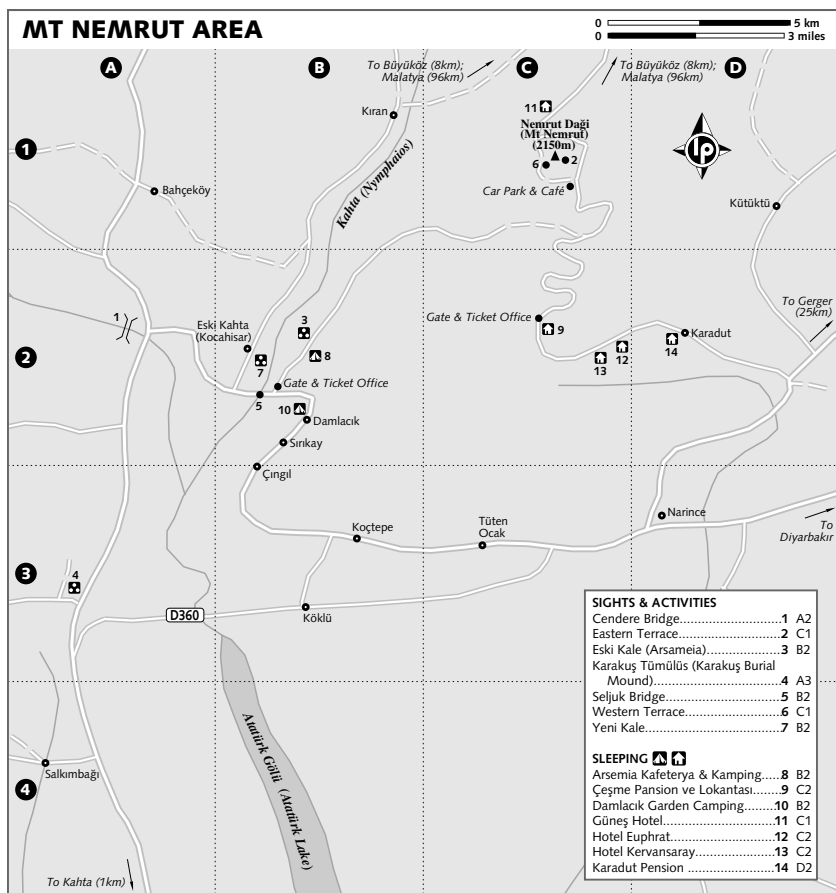 MT NEMRUT AREA
0 5 km
0 3 miles
A B C D
To Büyüköz (8km);
Malatya (96km)
To Büyüköz (8km);
Malatya (96km)
Kıran
11
Nemrut Daği
(Mt Nemrut)
(2150m)
6 2
lp
1
Bahçeköy
Car Park & Café
Kütüktü
Kahta (Nymphaios)
To Gerger
(25km)
1
Eski Kahta
(Kocahisar)
3
Gate & Ticket Office
9
Karadut
2
7
8
13
12
14
Gate & Ticket Office
5
10
Damlacık
Sırıkay
Çıngıl
Koçtepe
Tüten
Ocak
Narince
To
Diyarbakır
3
4
D360
Köklü
Atatürk Gölü (Atatürk Lake)
4
Salkımbağı
To Kahta (1km)
SIGHTS & ACTIVITIES
Cendere Bridge..............................1 A2
Eastern Terrace..............................2 C1
Eski Kale (Arsameia)......................3 B2
Karakuş Tümülüs (Karakuş Burial
Mound)......................................4 A3
Seljuk Bridge..................................5 B2
Western Terrace.............................6 C1
Yeni Kale........................................7 B2
SLEEPING
Arsemia Kafeterya & Kamping.....8 B2
Çeşme Pansion ve Lokantası........9 C2
Damlacık Garden Camping........10 B2
Güneş Hotel................................11 C1
Hotel Euphrat..............................12 C2
Hotel Kervansaray.......................13 C2
Karadut Pension .........................14 D2